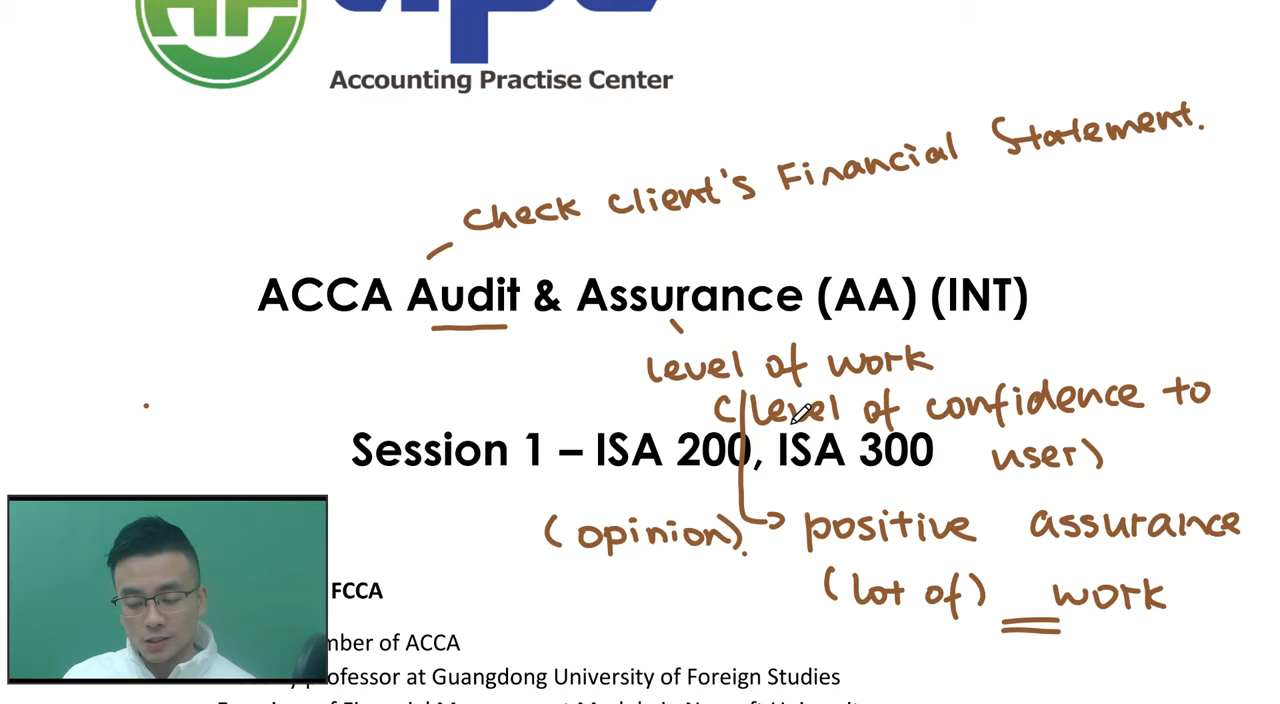 Accounting Practise Center
Check Client's Financial Statement.
ACCA Audit & Assurance (AA) (INT)
level of work
(level of confidence to
user)
Session 1 – ISA 200, ISA 300
(opinion). positive assurance
(lot of) work
FCCA
of ACCA
professor at Guangdong University of Foreign Studies